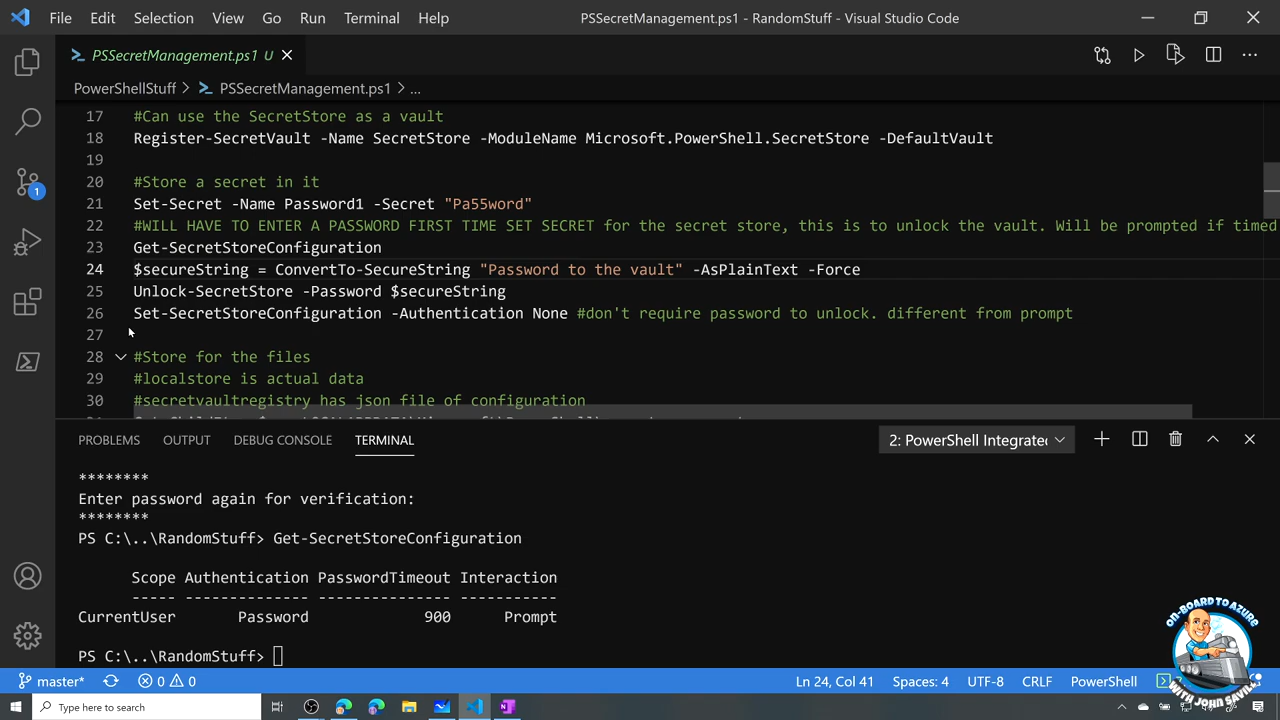 File Edit Selection View Go Run Terminal Help PSSecretManagement.ps1 - RandomStuff - Visual Studio Code
PSSecretManagement.ps1 U
PowerShellStuff > PSSecretManagement.ps1 > ...
17 #Can use the SecretStore as a vault
18 Register-SecretVault -Name SecretStore -ModuleName Microsoft.PowerShell.SecretStore -DefaultVault
19
20 #Store a secret in it
21 Set-Secret -Name Password1 -Secret "Pa55word"
22 #WILL HAVE TO ENTER A PASSWORD FIRST TIME SET SECRET for the secret store, this is to unlock the vault. Will be prompted if timed
23 Get-SecretStoreConfiguration
24 $secureString = ConvertTo-SecureString "Password to the vault" -AsPlainText -Force
25 Unlock-SecretStore -Password $secureString
26 Set-SecretStoreConfiguration -Authentication None #don't require password to unlock. different from prompt
27
28 #Store for the files
29 #localstore is actual data
30 #secretvaultregistry has json file of configuration
PROBLEMS OUTPUT DEBUG CONSOLE TERMINAL 2: PowerShell Integrate
********
Enter password again for verification:
********
PS C:\..\RandomStuff> Get-SecretStoreConfiguration
Scope Authentication PasswordTimeout Interaction
----- -------------- --------------- -----------
CurrentUser Password 900 Prompt
PS C:\..\RandomStuff>
ON-BOARD TO AZURE
WITH JOHN SAVILL
master* 0 0 Ln 24, Col 41 Spaces: 4 UTF-8 CRLF PowerShell
1
Type here to search